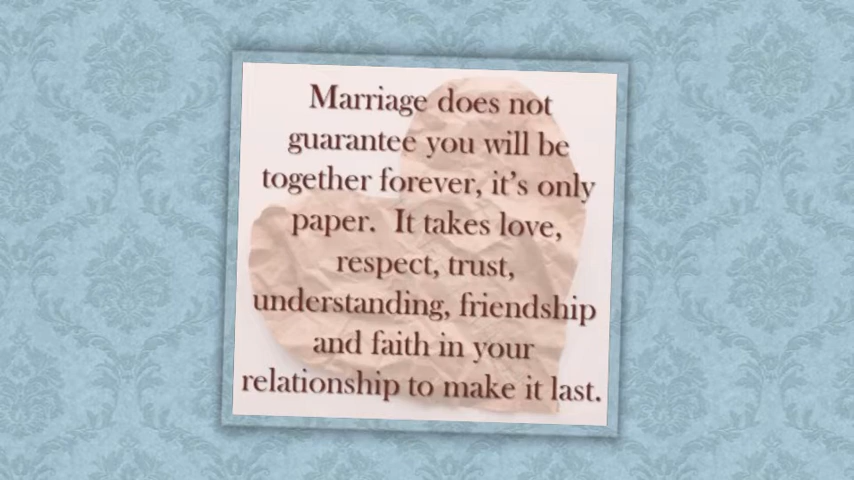 Marriage does not
guarantee you will be
together forever, it's only
paper. It takes love,
respect, trust,
understanding, friendship
and faith in your
relationship to make it last.